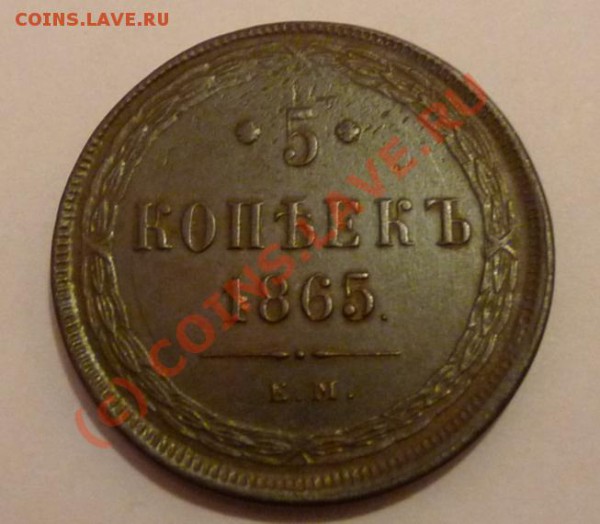 COINS.LAVE.RU
· 5 ·
КОПѢЕКЪ
1865.
Е.М.
(c) COINS.LAVE.RU